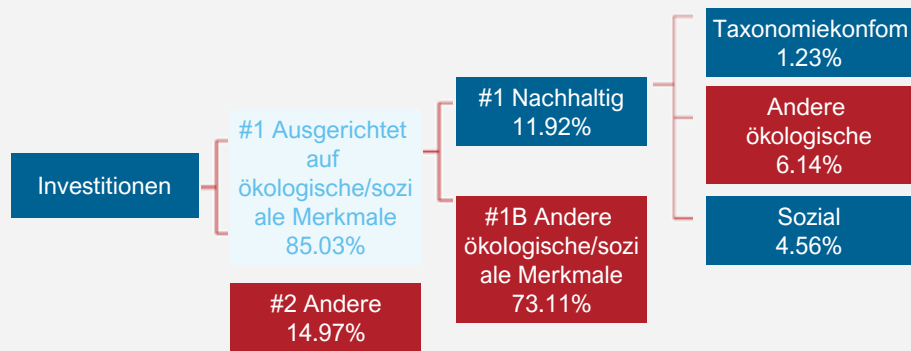 Investitionen
#1 Ausgerichtet
auf
ökologische/sozi
ale Merkmale
85.03%
#2 Andere
14.97%
#1 Nachhaltig
11.92%
#1B Andere
ökologische/sozi
ale Merkmale
73.11%
Taxonomiekonfom
1.23%
Andere
ökologische
6.14%
Sozial
4.56%